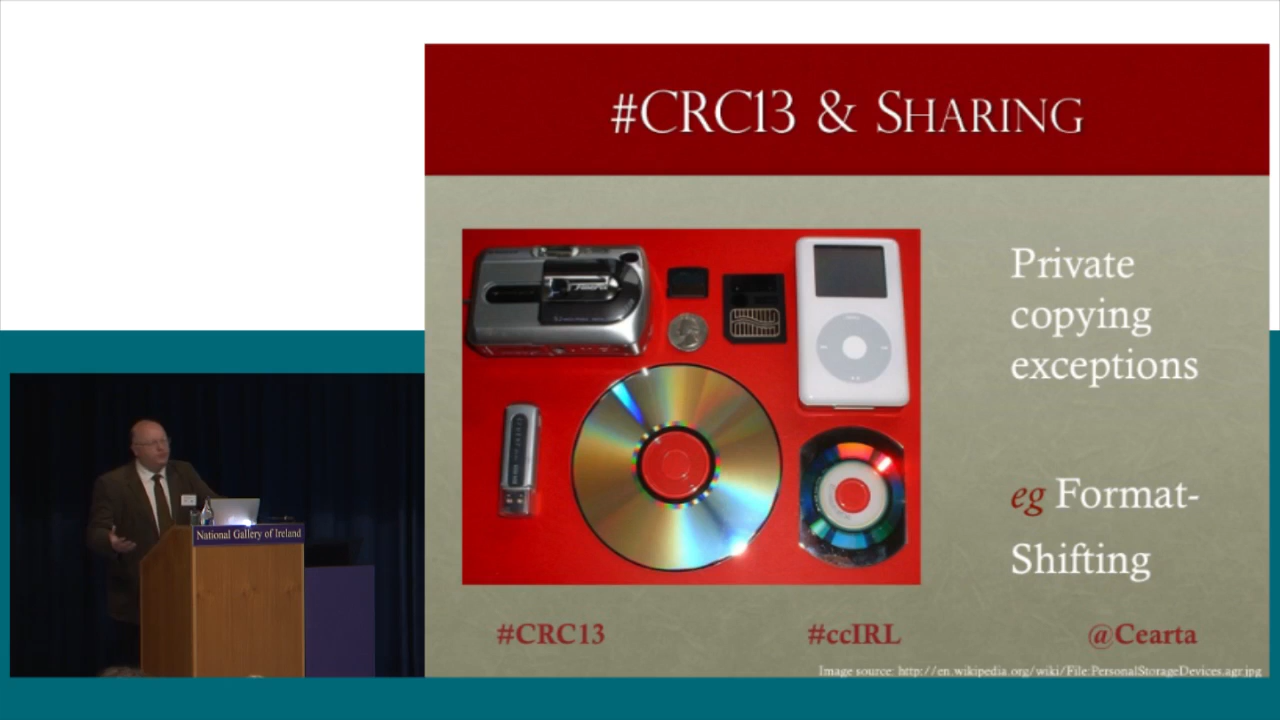 #CRC13 & SHARING
Private
copying
exceptions
eg Format-
Shifting
National Gallery of Ireland
#CRC13
#ccIRL
@Cearta
Image source: http://en.wikipedia.org/wiki/File:PersonalStorageDevices.agr.jpg